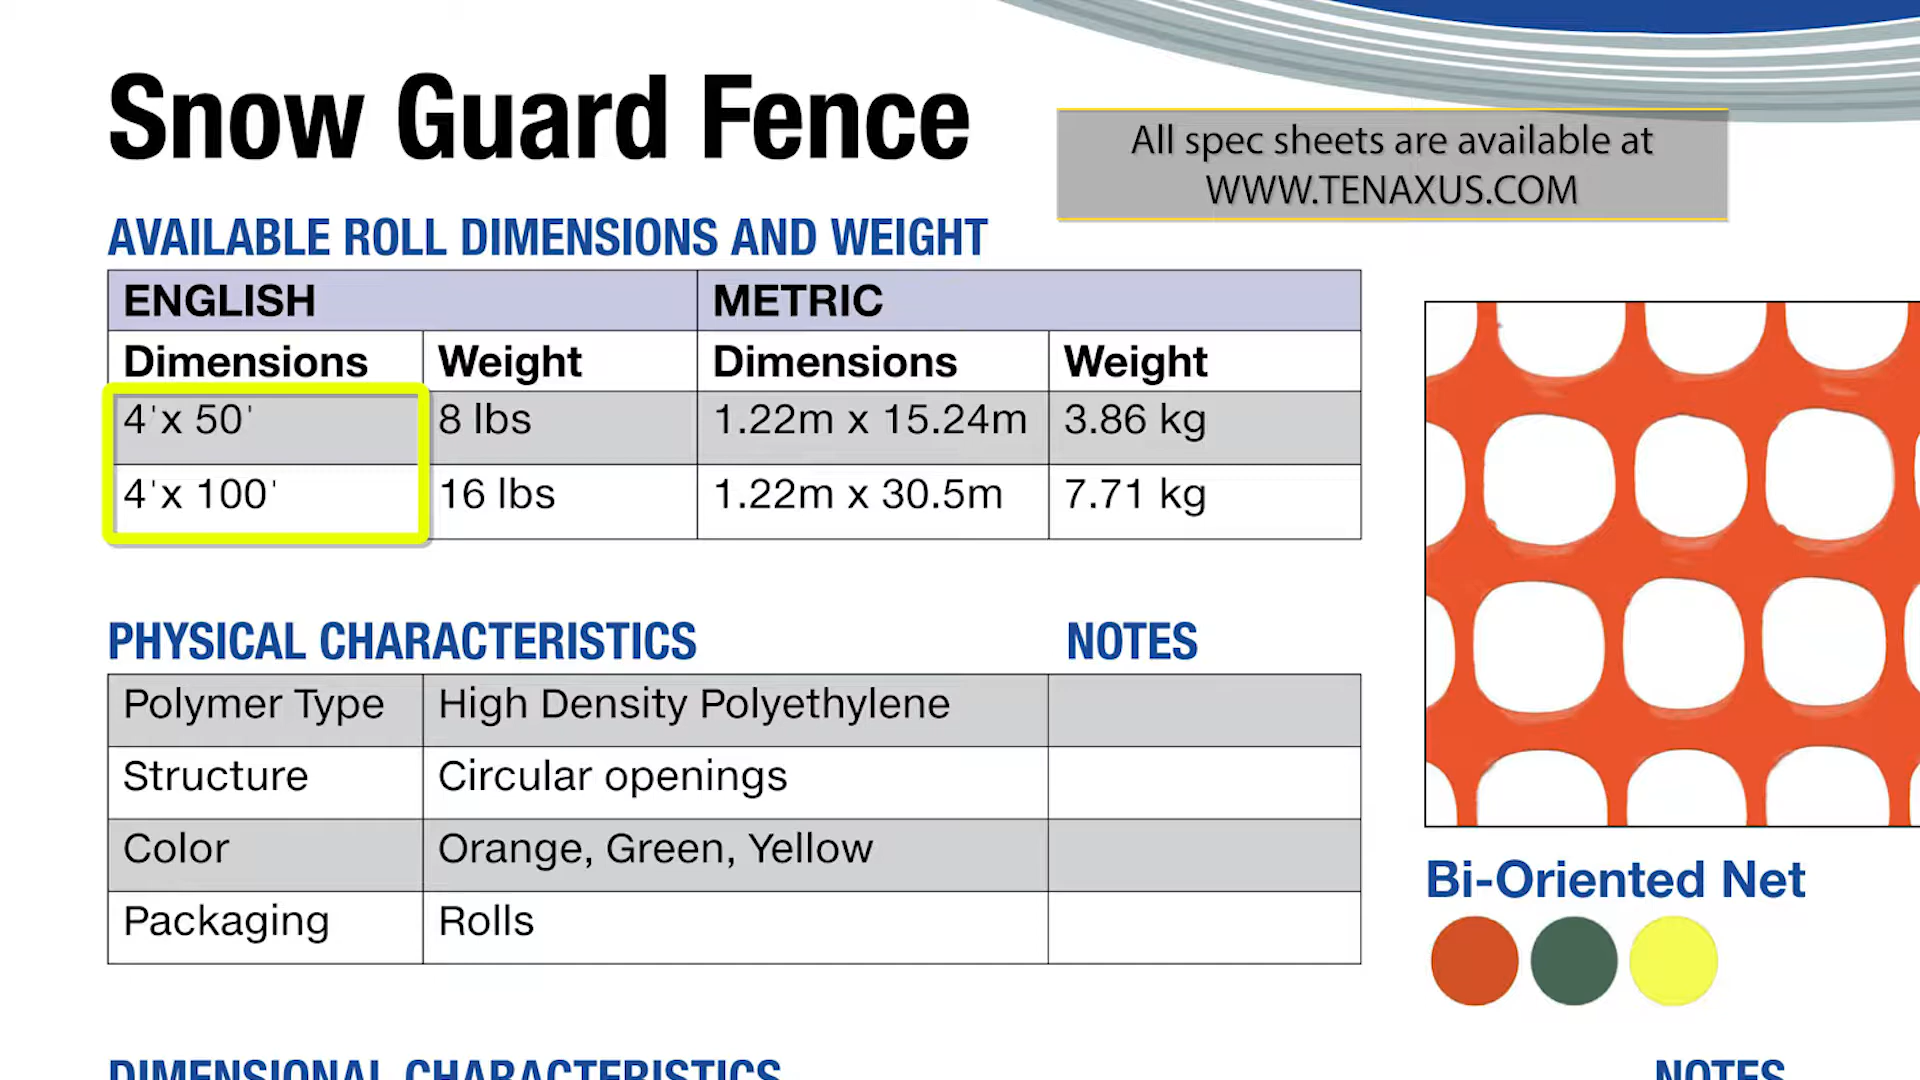 Snow Guard Fence
All spec sheets are available at
WWW.TENAXUS.COM
AVAILABLE ROLL DIMENSIONS AND WEIGHT
ENGLISH METRIC
Dimensions Weight Dimensions Weight
4'x 50' 8 lbs 1.22m x 15.24m 3.86 kg
4'x 100' 16 lbs 1.22m x 30.5m 7.71 kg
PHYSICAL CHARACTERISTICS NOTES
Polymer Type High Density Polyethylene
Structure Circular openings
Color Orange, Green, Yellow
Packaging Rolls
Bi-Oriented Net
DIMENSIONAL CHARACTERISTICS NOTES